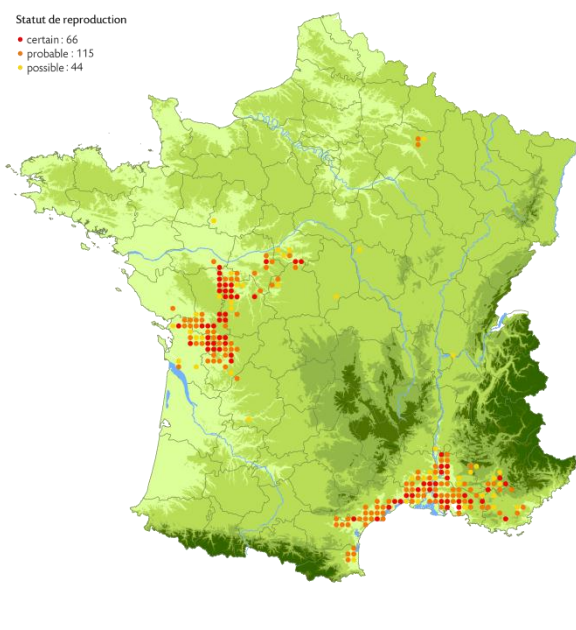 Statut de reproduction
certain : 66
probable : 115
possible : 44